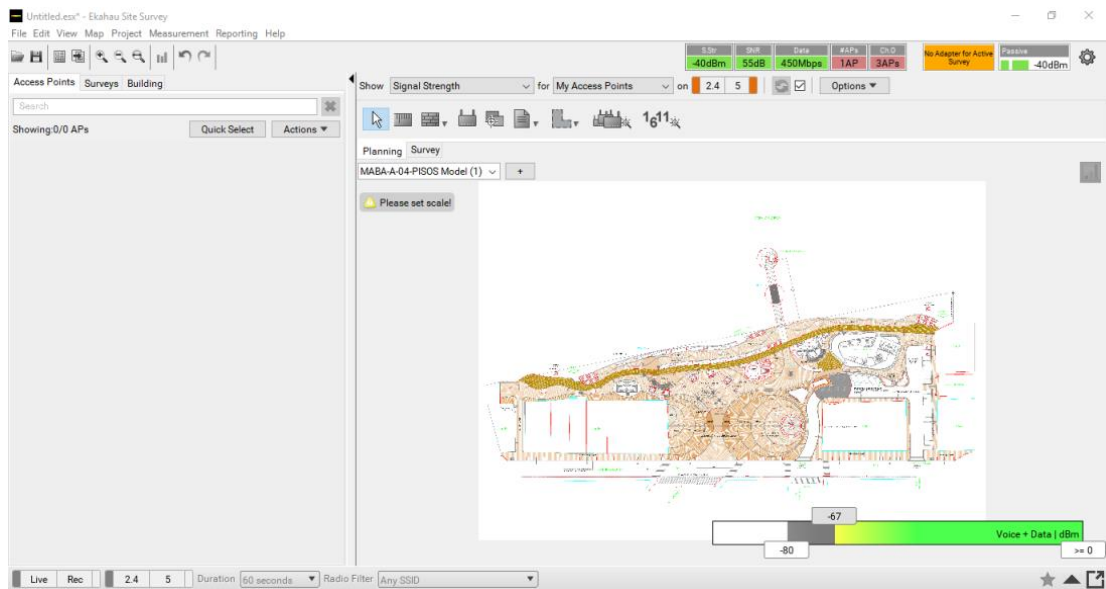 Untitled.esx* - Ekahau Site Survey
File Edit View Map Project Measurement Reporting Help
S.Str SNR Data #APs Ch.O
-40dBm 55dB 450Mbps 1AP 3APs
No Adapter for Active Survey
Passive
-40dBm
Access Points Surveys Building
Search
Showing:0/0 APs Quick Select Actions
Show Signal Strength for My Access Points on 2.4 5 Options
1 6 11
Planning Survey
MABA-A-04-PISOS Model (1) +
Please set scale!
-67
Voice + Data | dBm
-80
>= 0
Live Rec 2.4 5 Duration 60 seconds Radio Filter Any SSID